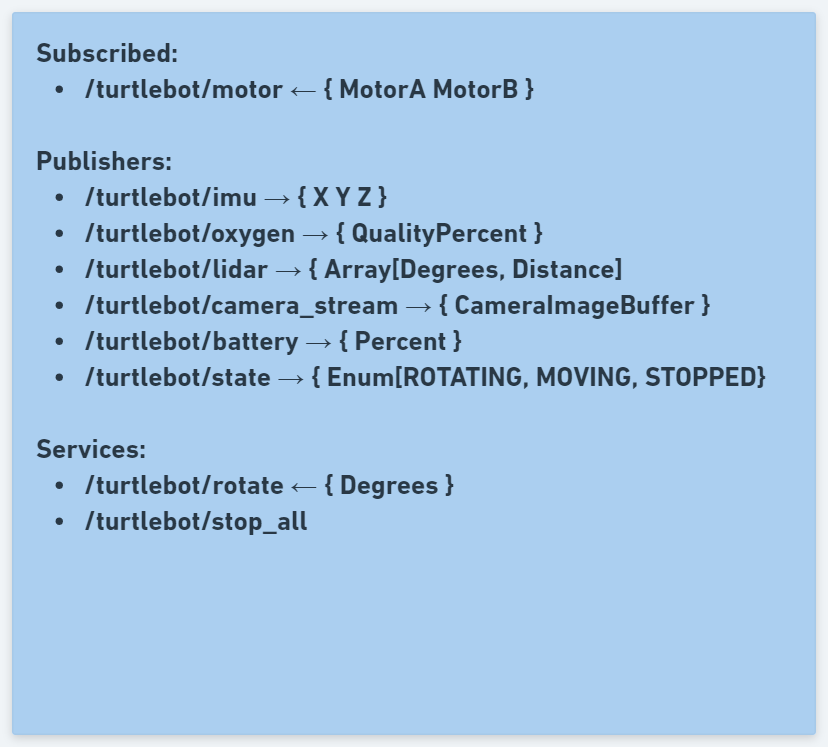 Subscribed:
• /turtlebot/motor ← { MotorA MotorB }
Publishers:
• /turtlebot/imu → { X Y Z }
• /turtlebot/oxygen → { QualityPercent }
• /turtlebot/lidar → { Array[Degrees, Distance]
• /turtlebot/camera_stream → { CameraImageBuffer }
• /turtlebot/battery → { Percent }
• /turtlebot/state → { Enum[ROTATING, MOVING, STOPPED}
Services:
• /turtlebot/rotate ← { Degrees }
• /turtlebot/stop_all